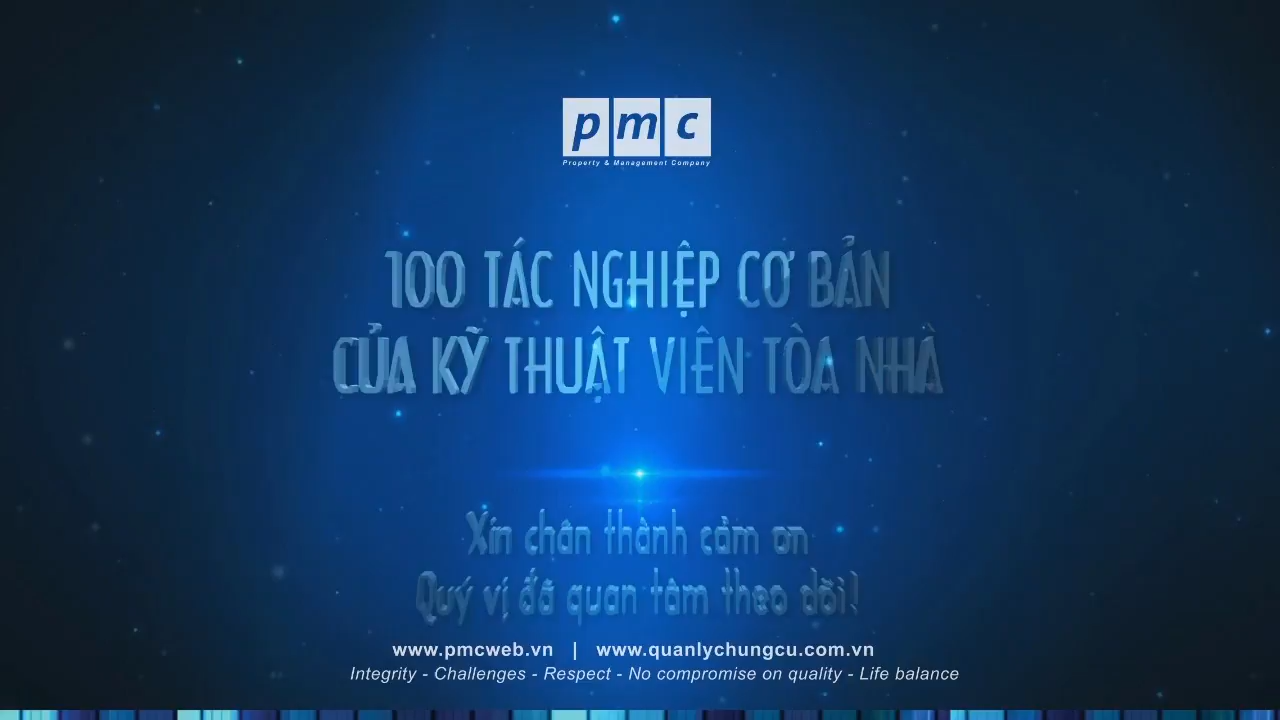 pmc
Property & Management Company
100 TÁC NGHIỆP CƠ BẢN
CỦA KỸ THUẬT VIÊN TÒA NHÀ
Xin chân thành cảm ơn
Quý vị đã quan tâm theo dõi!
www.pmcweb.vn | www.quanlychungcu.com.vn
Integrity - Challenges - Respect - No compromise on quality - Life balance